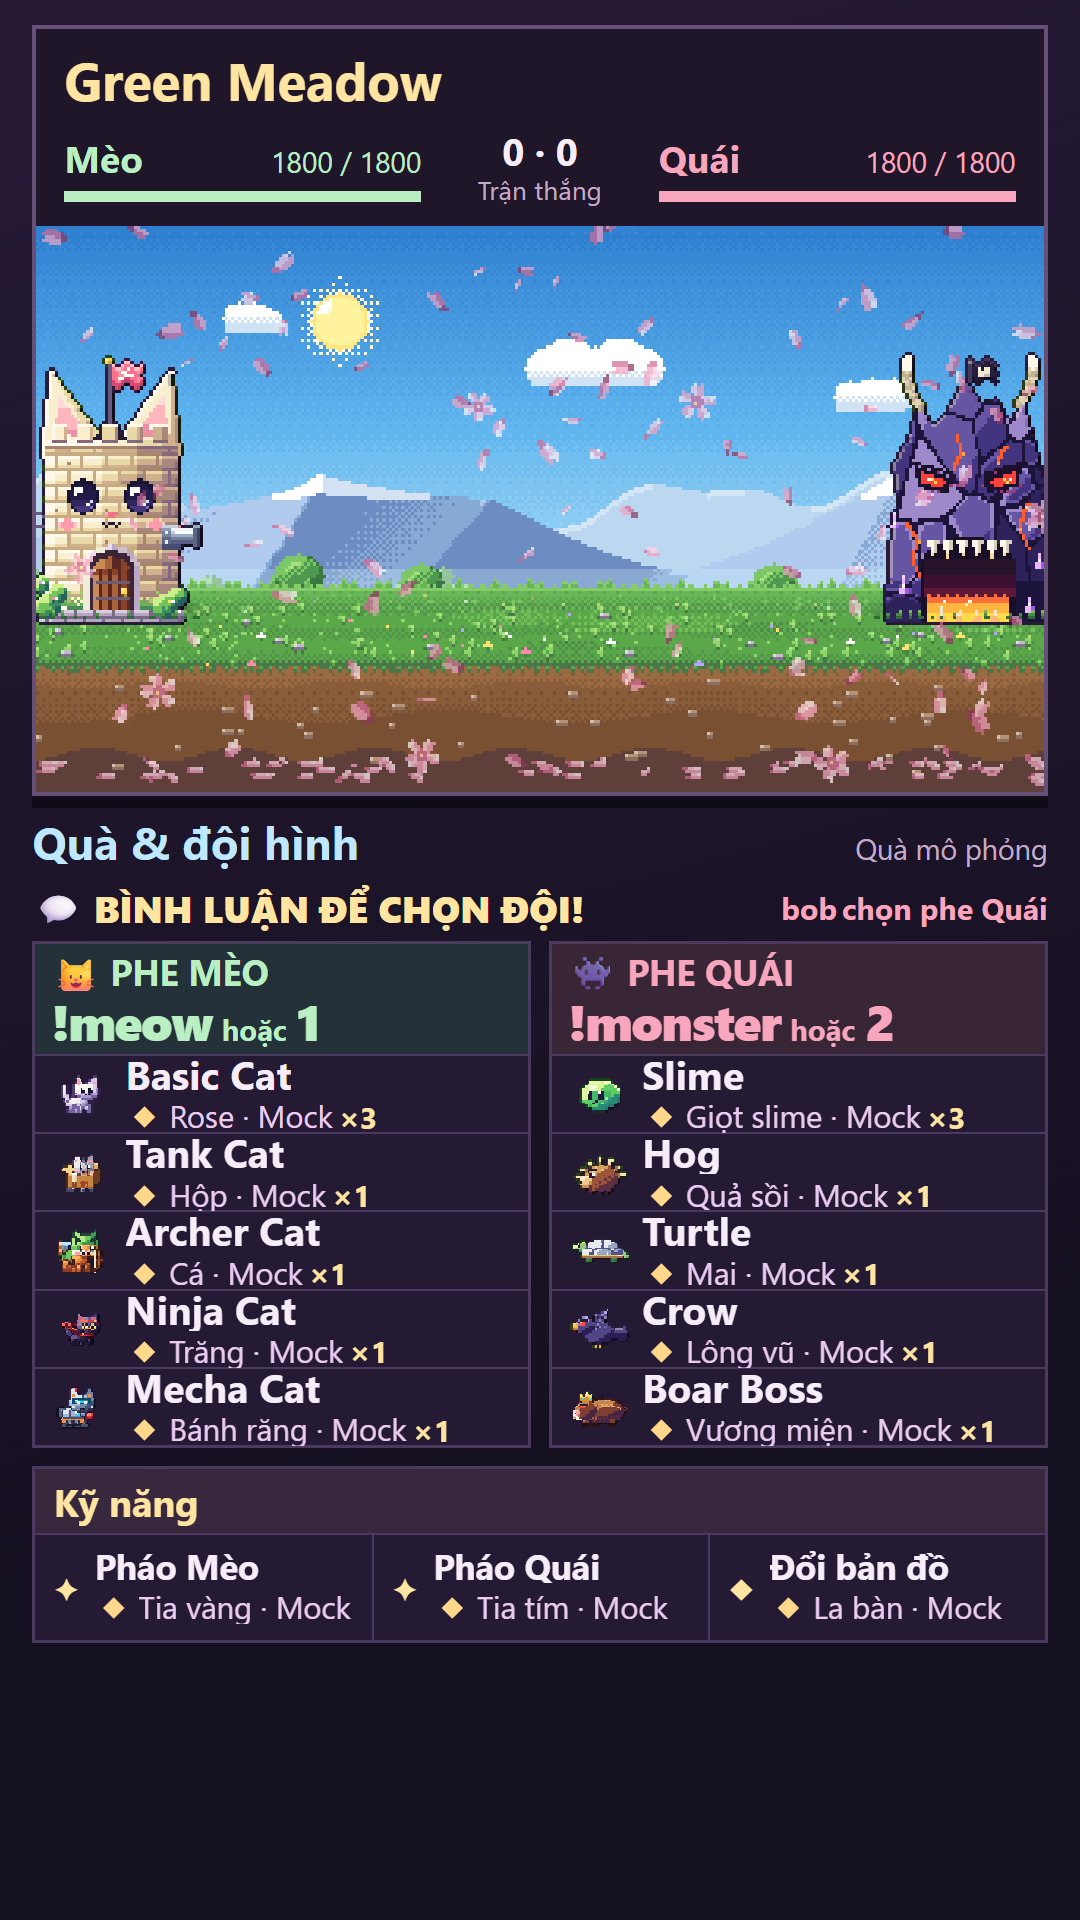 Green Meadow
Mèo 1800 / 1800
0 · 0
Trận thắng
Quái 1800 / 1800
Quà & đội hình
Quà mô phỏng
BÌNH LUẬN ĐỂ CHỌN ĐỘI!
bob chọn phe Quái
PHE MÈO
!meow hoặc 1
Basic Cat
Rose · Mock ×3
Tank Cat
Hộp · Mock ×1
Archer Cat
Cá · Mock ×1
Ninja Cat
Trăng · Mock ×1
Mecha Cat
Bánh răng · Mock ×1
PHE QUÁI
!monster hoặc 2
Slime
Giọt slime · Mock ×3
Hog
Quả sồi · Mock ×1
Turtle
Mai · Mock ×1
Crow
Lông vũ · Mock ×1
Boar Boss
Vương miện · Mock ×1
Kỹ năng
Pháo Mèo
Tia vàng · Mock
Pháo Quái
Tia tím · Mock
Đổi bản đồ
La bàn · Mock